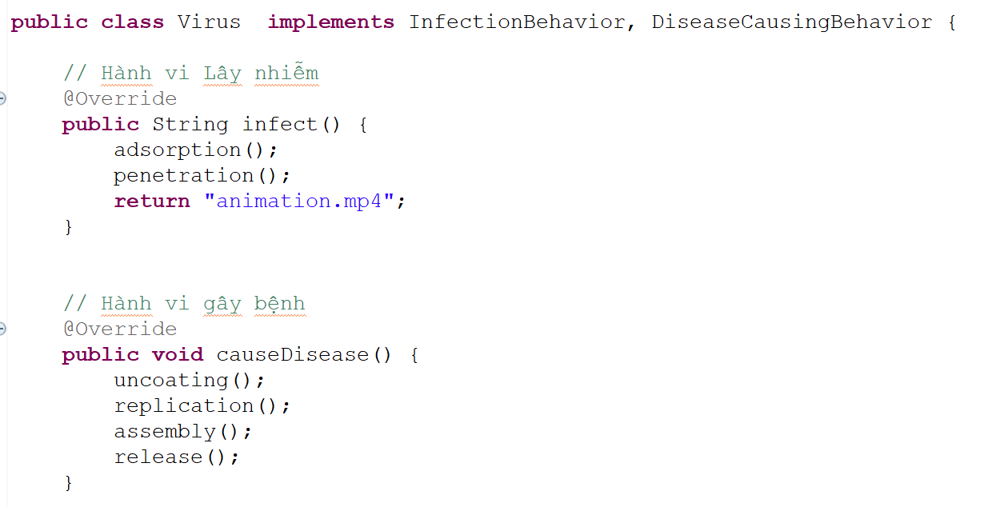 public class Virus  implements InfectionBehavior, DiseaseCausingBehavior {
// Hành vi Lây nhiễm
@Override
public String infect() {
adsorption();
penetration();
return "animation.mp4";
}
// Hành vi gây bệnh
@Override
public void causeDisease() {
uncoating();
replication();
assembly();
release();
}